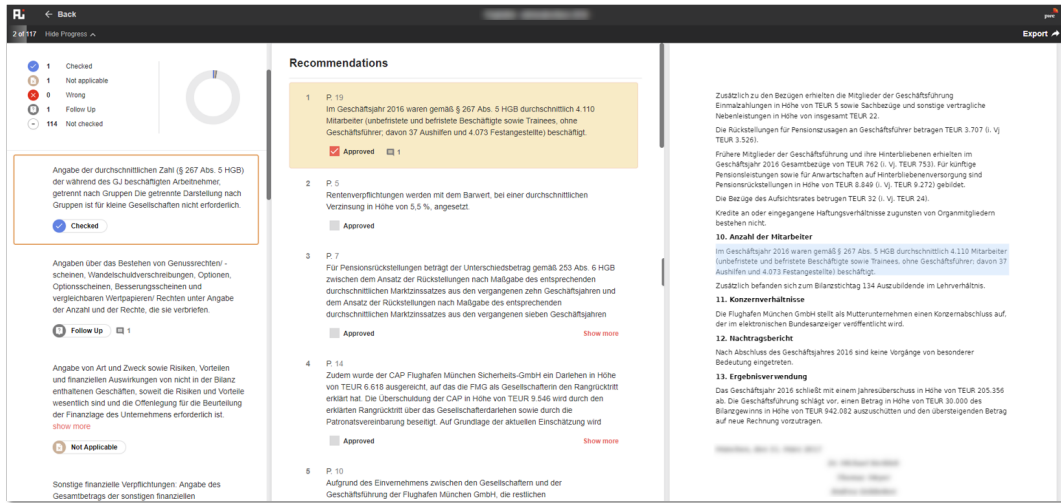 Back
pwc
2 of 117 Hide Progress
Export
1 Checked
1 Not applicable
0 Wrong
1 Follow Up
114 Not checked
Angabe der durchschnittlichen Zahl (§ 267 Abs. 5 HGB)
der während des GJ beschäftigten Arbeitnehmer,
getrennt nach Gruppen Die getrennte Darstellung nach
Gruppen ist für kleine Gesellschaften nicht erforderlich.
Checked
Angaben über das Bestehen von Genussrechten/ -
scheinen, Wandelschuldverschreibungen, Optionen,
Optionsscheinen, Besserungsscheinen und
vergleichbaren Wertpapieren/ Rechten unter Angabe
der Anzahl und der Rechte, die sie verbriefen.
Follow Up 1
Angabe von Art und Zweck sowie Risiken, Vorteilen
und finanziellen Auswirkungen von nicht in der Bilanz
enthaltenen Geschäften, soweit die Risiken und Vorteile
wesentlich sind und die Offenlegung für die Beurteilung
der Finanzlage des Unternehmens erforderlich ist.
show more
Not Applicable
Sonstige finanzielle Verpflichtungen: Angabe des
Gesamtbetrags der sonstigen finanziellen
Recommendations
1 P. 19
Im Geschäftsjahr 2016 waren gemäß § 267 Abs. 5 HGB durchschnittlich 4.110
Mitarbeiter (unbefristete und befristete Beschäftigte sowie Trainees, ohne
Geschäftsführer; davon 37 Aushilfen und 4.073 Festangestellte) beschäftigt.
Approved 1
2 P. 5
Rentenverpflichtungen werden mit dem Barwert, bei einer durchschnittlichen
Verzinsung in Höhe von 5,5 %, angesetzt.
Approved
3 P. 7
Für Pensionsrückstellungen beträgt der Unterschiedsbetrag gemäß 253 Abs. 6 HGB
zwischen dem Ansatz der Rückstellungen nach Maßgabe des entsprechenden
durchschnittlichen Marktzinssatzes aus den vergangenen zehn Geschäftsjahren und
dem Ansatz der Rückstellungen nach Maßgabe des entsprechenden
durchschnittlichen Marktzinssatzes aus den vergangenen sieben Geschäftsjahren
Approved Show more
4 P. 14
Zudem wurde der CAP Flughafen München Sicherheits-GmbH ein Darlehen in Höhe
von TEUR 6.618 ausgereicht, auf das die FMG als Gesellschafterin den Rangrücktritt
erklärt hat. Die Überschuldung der CAP in Höhe von TEUR 9.546 wird durch den
erklärten Rangrücktritt über das Gesellschafterdarlehen sowie durch die
Patronatsvereinbarung beseitigt. Auf Grundlage der aktuellen Einschätzung wird
Approved Show more
5 P. 10
Aufgrund des Einvernehmens zwischen den Gesellschaftern und der
Geschäftsführung der Flughafen München GmbH, die restlichen
Zusätzlich zu den Bezügen erhielten die Mitglieder der Geschäftsführung
Einmalzahlungen in Höhe von TEUR 5 sowie Sachbezüge und sonstige vertragliche
Nebenleistungen in Höhe von insgesamt TEUR 22.
Die Rückstellungen für Pensionszusagen an Geschäftsführer betragen TEUR 3.707 (i. Vj
TEUR 3.526).
Frühere Mitglieder der Geschäftsführung und ihre Hinterbliebenen erhielten im
Geschäftsjahr 2016 Gesamtbezüge von TEUR 762 (i. Vj. TEUR 753). Für künftige
Pensionsleistungen sowie für Anwartschaften auf Hinterbliebenenversorgung sind
Pensionsrückstellungen in Höhe von TEUR 8.849 (i. Vj. TEUR 9.272) gebildet.
Die Bezüge des Aufsichtsrates betrugen TEUR 32 (i. Vj. TEUR 24).
Kredite an oder eingegangene Haftungsverhältnisse zugunsten von Organmitgliedern
bestehen nicht.
10. Anzahl der Mitarbeiter
Im Geschäftsjahr 2016 waren gemäß § 267 Abs. 5 HGB durchschnittlich 4.110 Mitarbeiter
(unbefristete und befristete Beschäftigte sowie Trainees, ohne Geschäftsführer; davon 37
Aushilfen und 4.073 Festangestellte) beschäftigt.
Zusätzlich befanden sich zum Bilanzstichtag 134 Auszubildende im Lehrverhältnis.
11. Konzernverhältnisse
Die Flughafen München GmbH stellt als Mutterunternehmen einen Konzernabschluss auf,
der im elektronischen Bundesanzeiger veröffentlicht wird.
12. Nachtragsbericht
Nach Abschluss des Geschäftsjahres 2016 sind keine Vorgänge von besonderer
Bedeutung eingetreten.
13. Ergebnisverwendung
Das Geschäftsjahr 2016 schließt mit einem Jahresüberschuss in Höhe von TEUR 205.356
ab. Die Geschäftsführung schlägt vor, einen Betrag in Höhe von TEUR 30.000 des
Bilanzgewinns in Höhe von TEUR 942.082 auszuschütten und den übersteigenden Betrag
auf neue Rechnung vorzutragen.